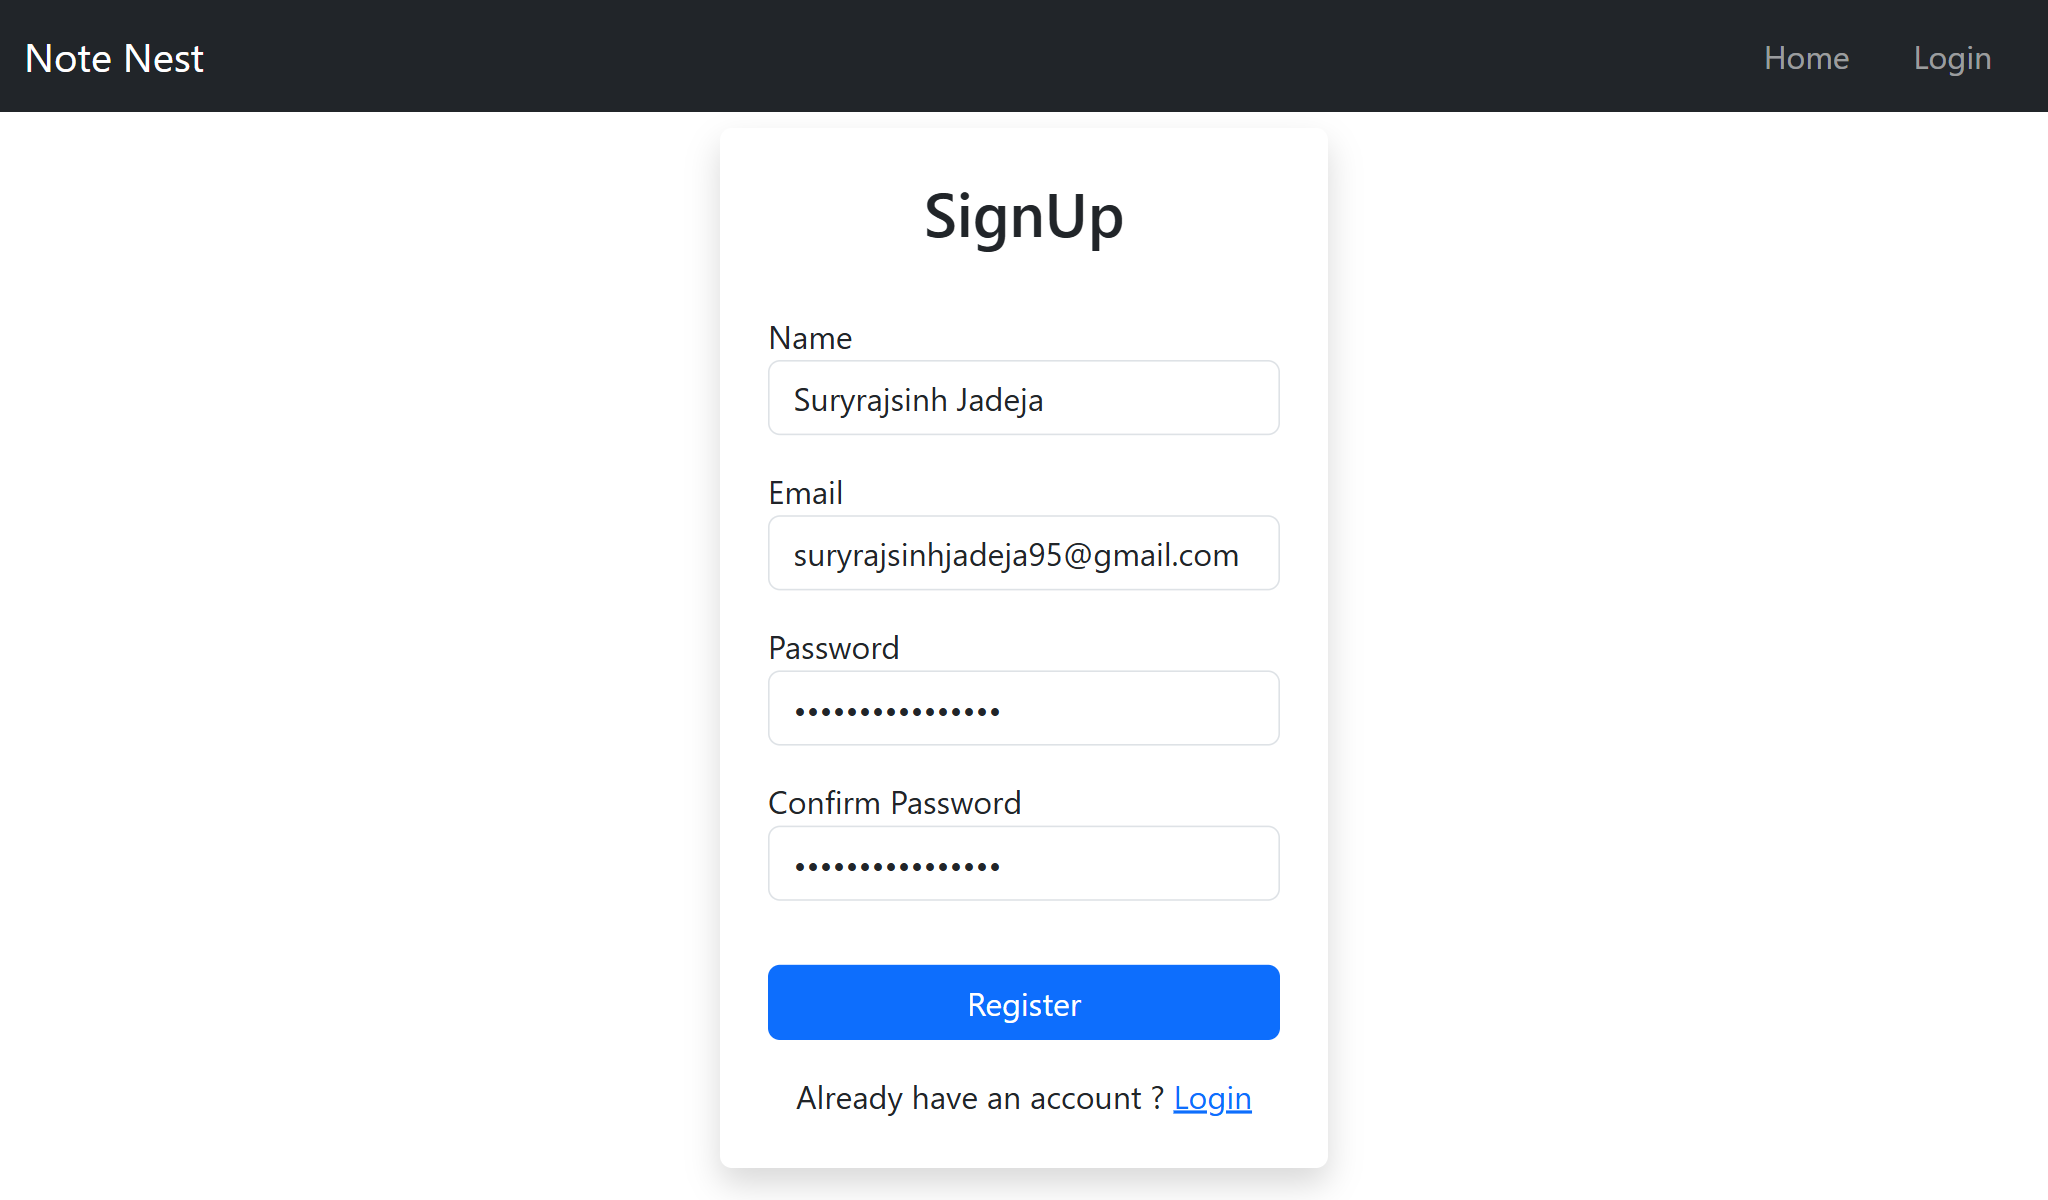 Note Nest
Home
Login
SignUp
Name
Suryrajsinh Jadeja
Email
suryrajsinhjadeja95@gmail.com
Password
••••••••••••••••
Confirm Password
••••••••••••••••
Register
Already have an account ? Login